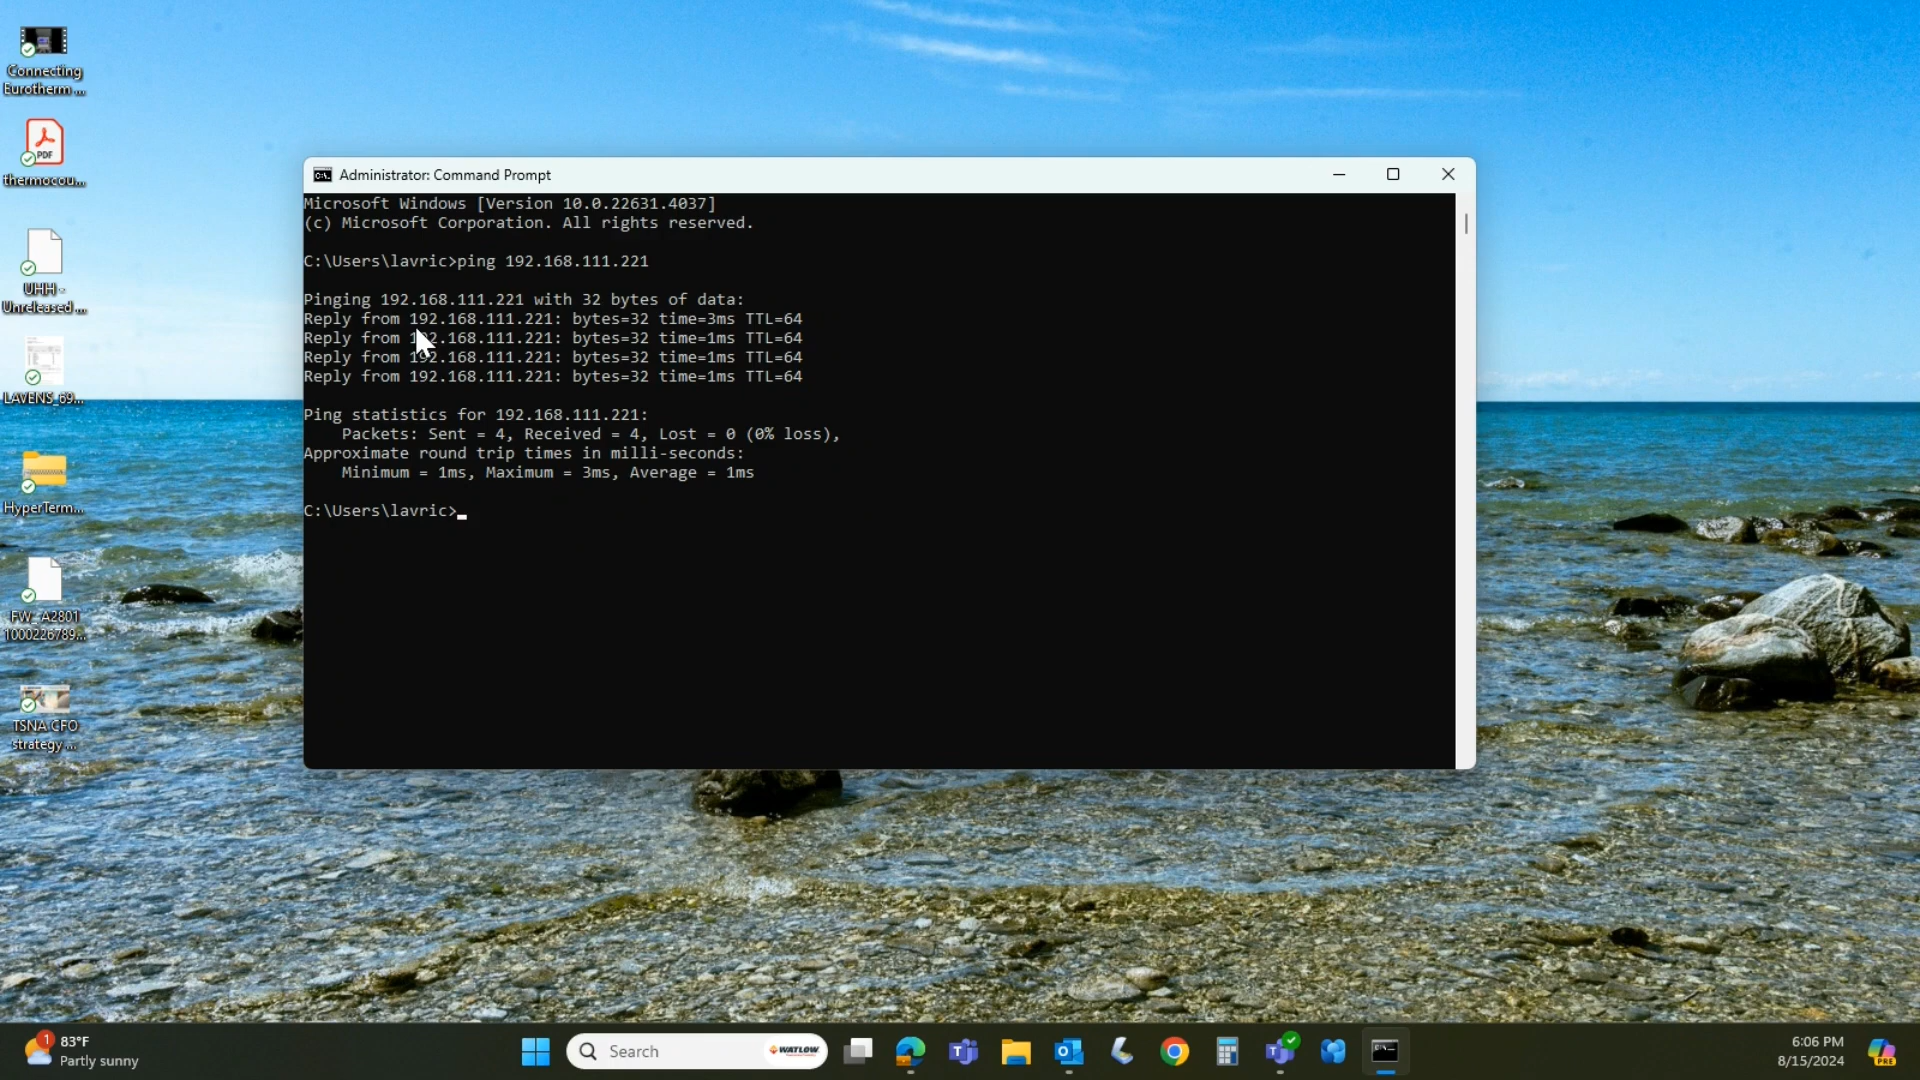 Connecting
Eurotherm ...
thermocou...
UHH -
Unreleased ...
LAVENS_69...
HyperTerm...
FW_ A2801
1000226789...
TSNA CFO
strategy ...
Administrator: Command Prompt
Microsoft Windows [Version 10.0.22631.4037]
(c) Microsoft Corporation. All rights reserved.
C:\Users\lavric>ping 192.168.111.221
Pinging 192.168.111.221 with 32 bytes of data:
Reply from 192.168.111.221: bytes=32 time=3ms TTL=64
Reply from 192.168.111.221: bytes=32 time=1ms TTL=64
Reply from 192.168.111.221: bytes=32 time=1ms TTL=64
Reply from 192.168.111.221: bytes=32 time=1ms TTL=64
Ping statistics for 192.168.111.221:
Packets: Sent = 4, Received = 4, Lost = 0 (0% loss),
Approximate round trip times in milli-seconds:
Minimum = 1ms, Maximum = 3ms, Average = 1ms
C:\Users\lavric>
1
83°F
Partly sunny
Search
WATLOW
6:06 PM
8/15/2024
PRE
PDF